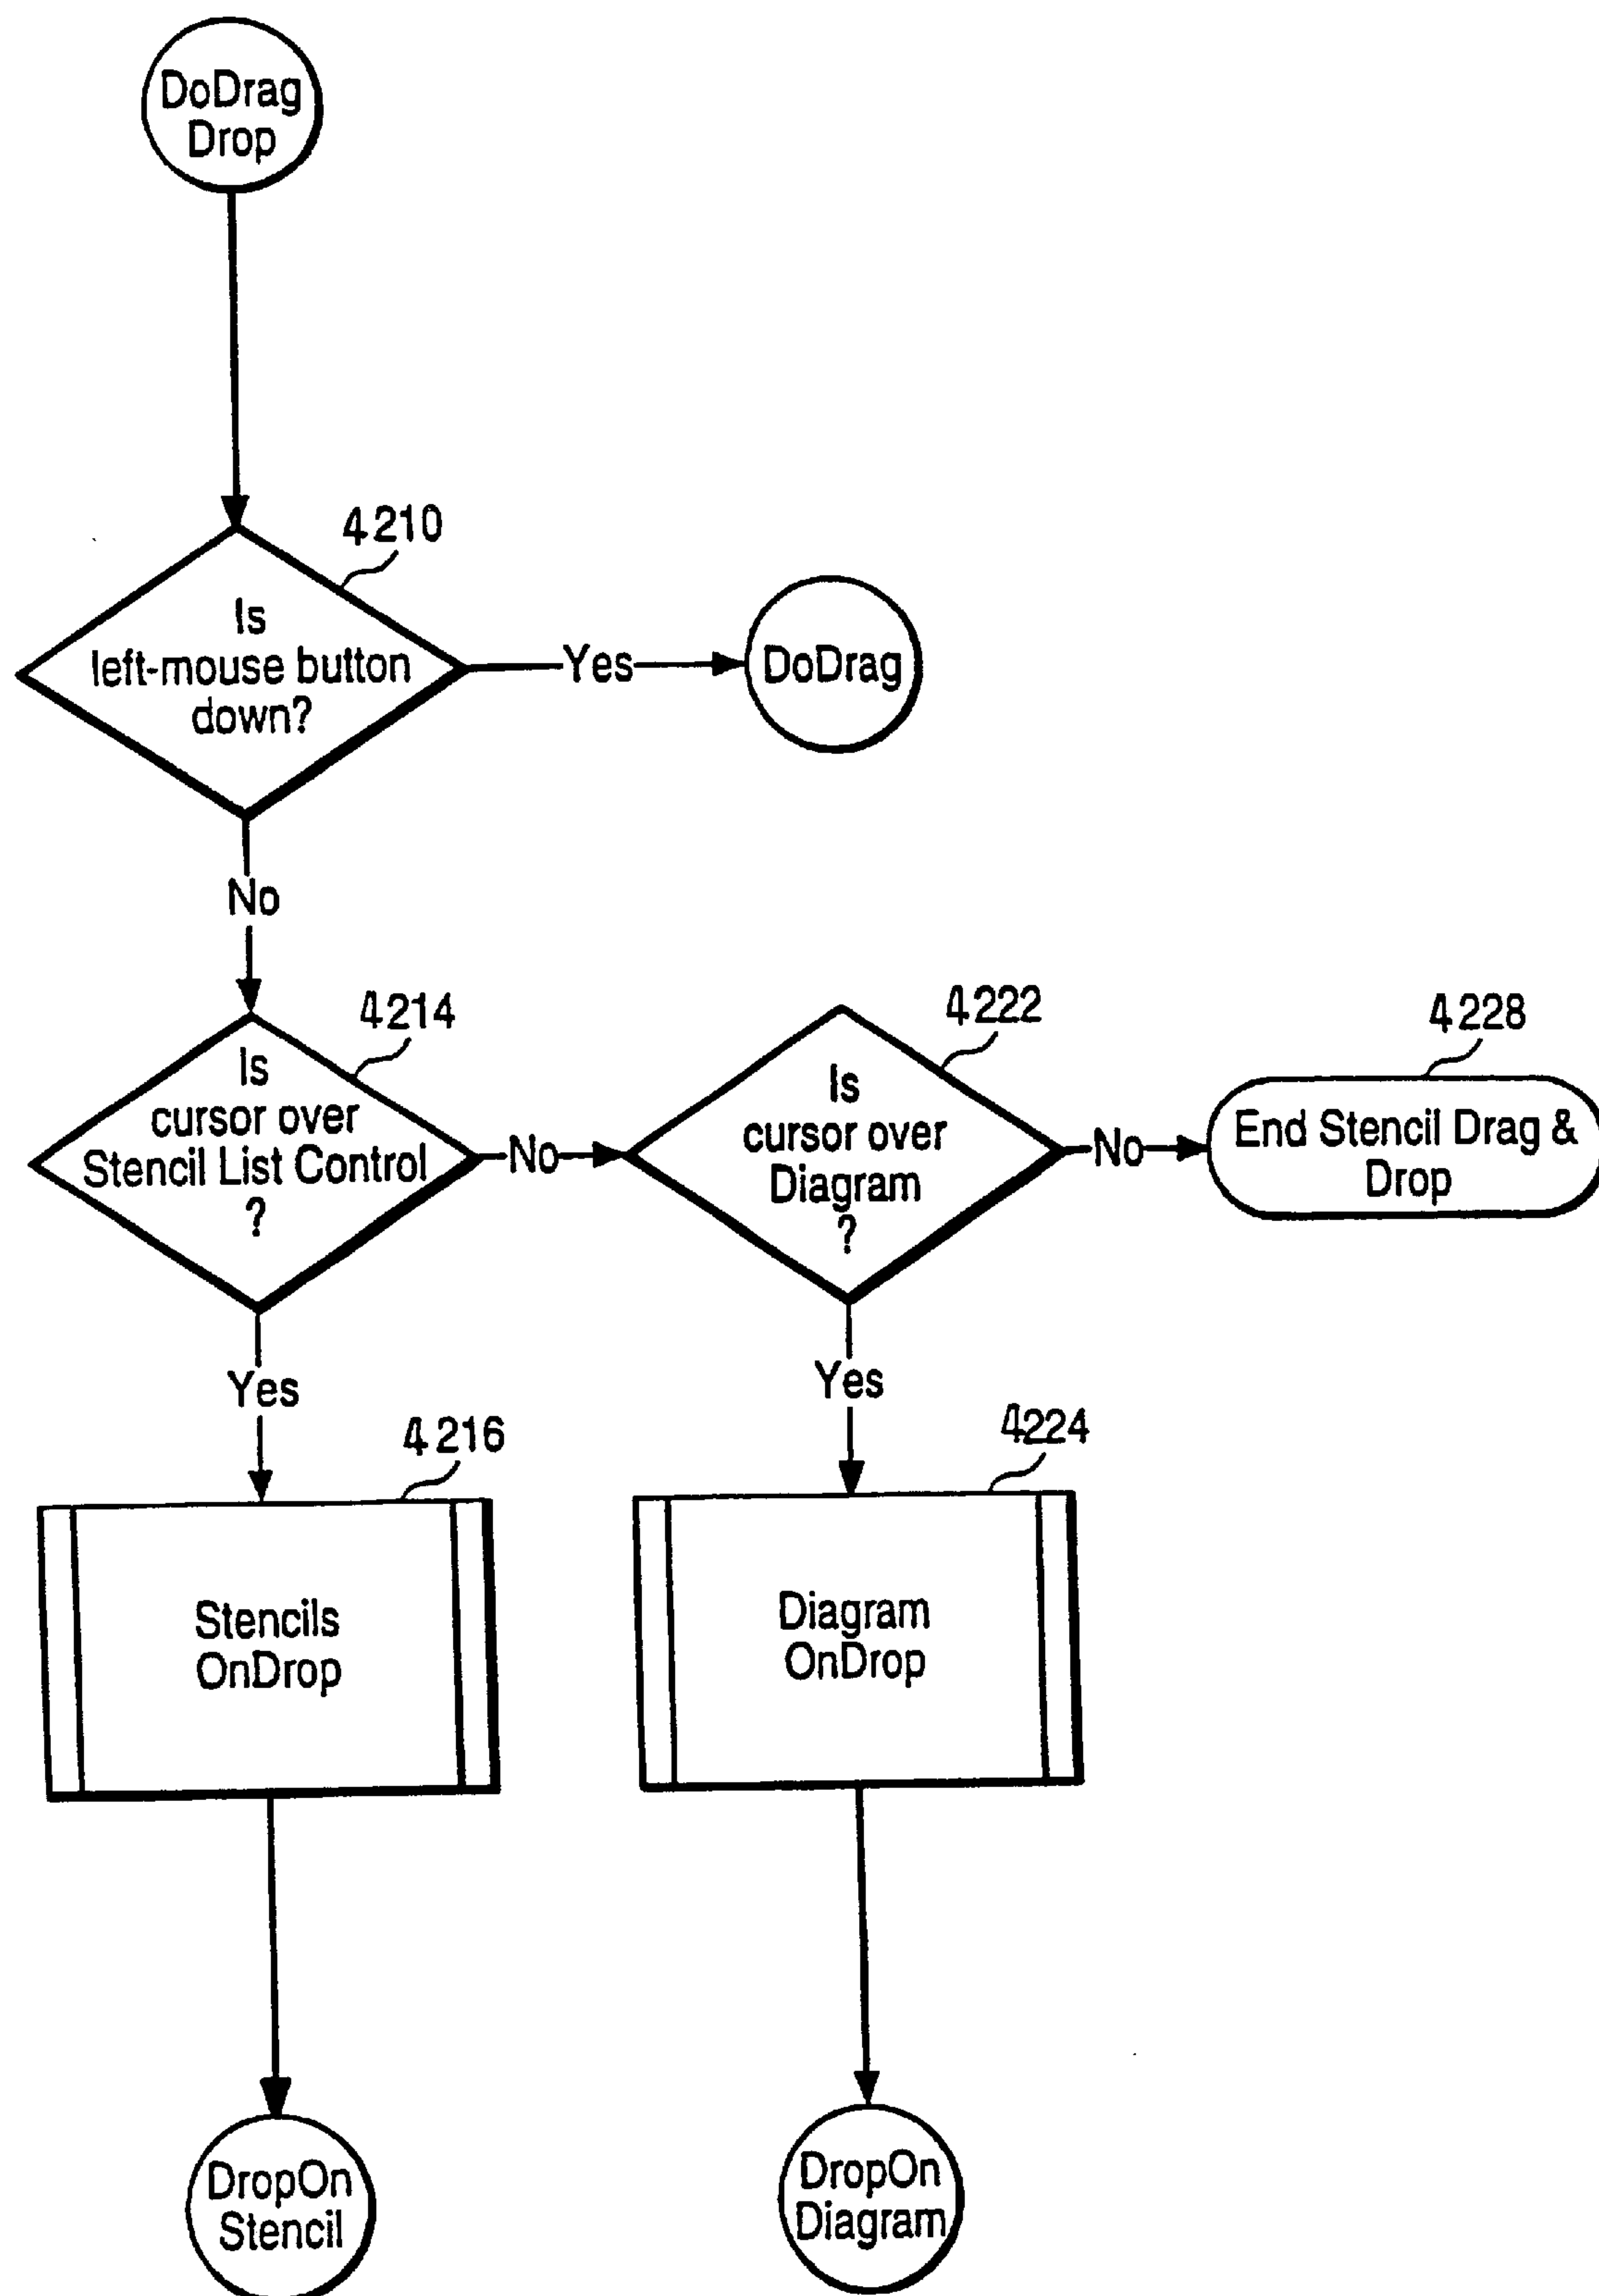 DoDrag
Drop
4210
Is
left-mouse button
down?
Yes
DoDrag
No
4214
Is
cursor over
Stencil List Control
?
No
4222
Is
cursor over
Diagram
?
No
4228
End Stencil Drag &
Drop
Yes
Yes
4216
Stencils
OnDrop
4224
Diagram
OnDrop
DropOn
Stencil
DropOn
Diagram